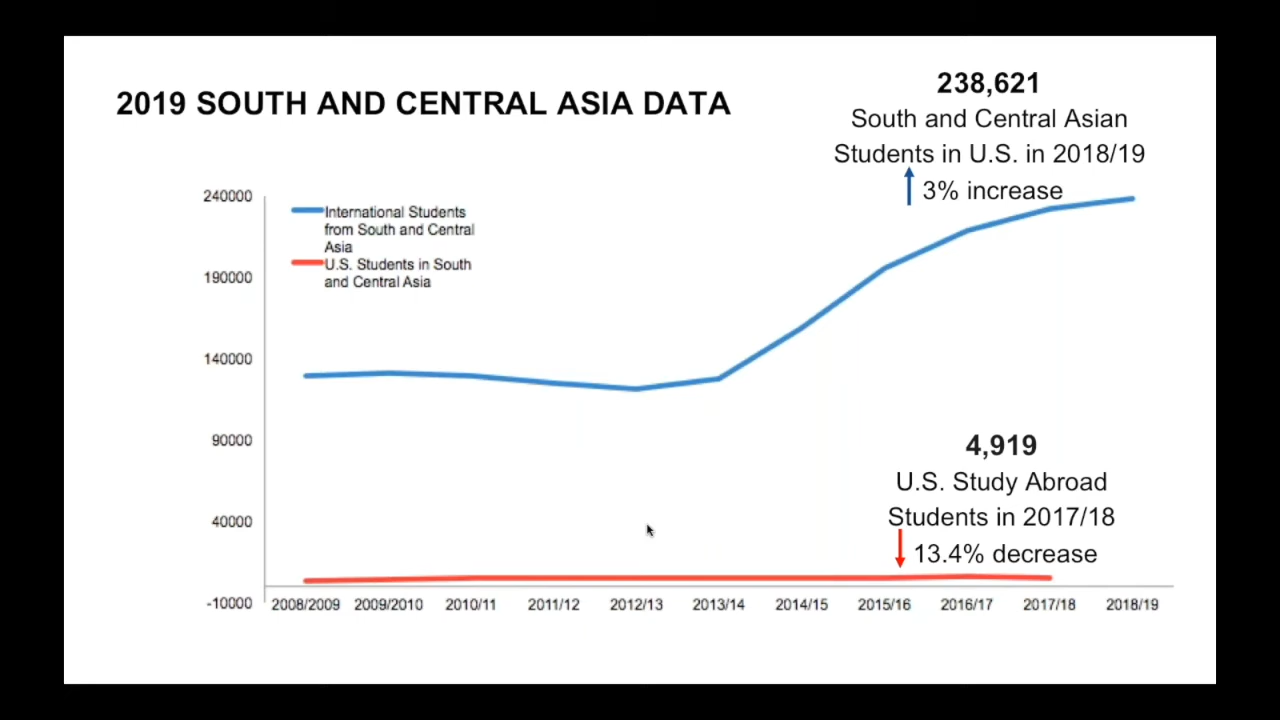 2019 SOUTH AND CENTRAL ASIA DATA
238,621
South and Central Asian
Students in U.S. in 2018/19
3% increase
International Students
from South and Central
Asia
U.S. Students in South
and Central Asia
240000
190000
140000
90000
40000
-10000
4,919
U.S. Study Abroad
Students in 2017/18
13.4% decrease
2008/2009 2009/2010 2010/11 2011/12 2012/13 2013/14 2014/15 2015/16 2016/17 2017/18 2018/19